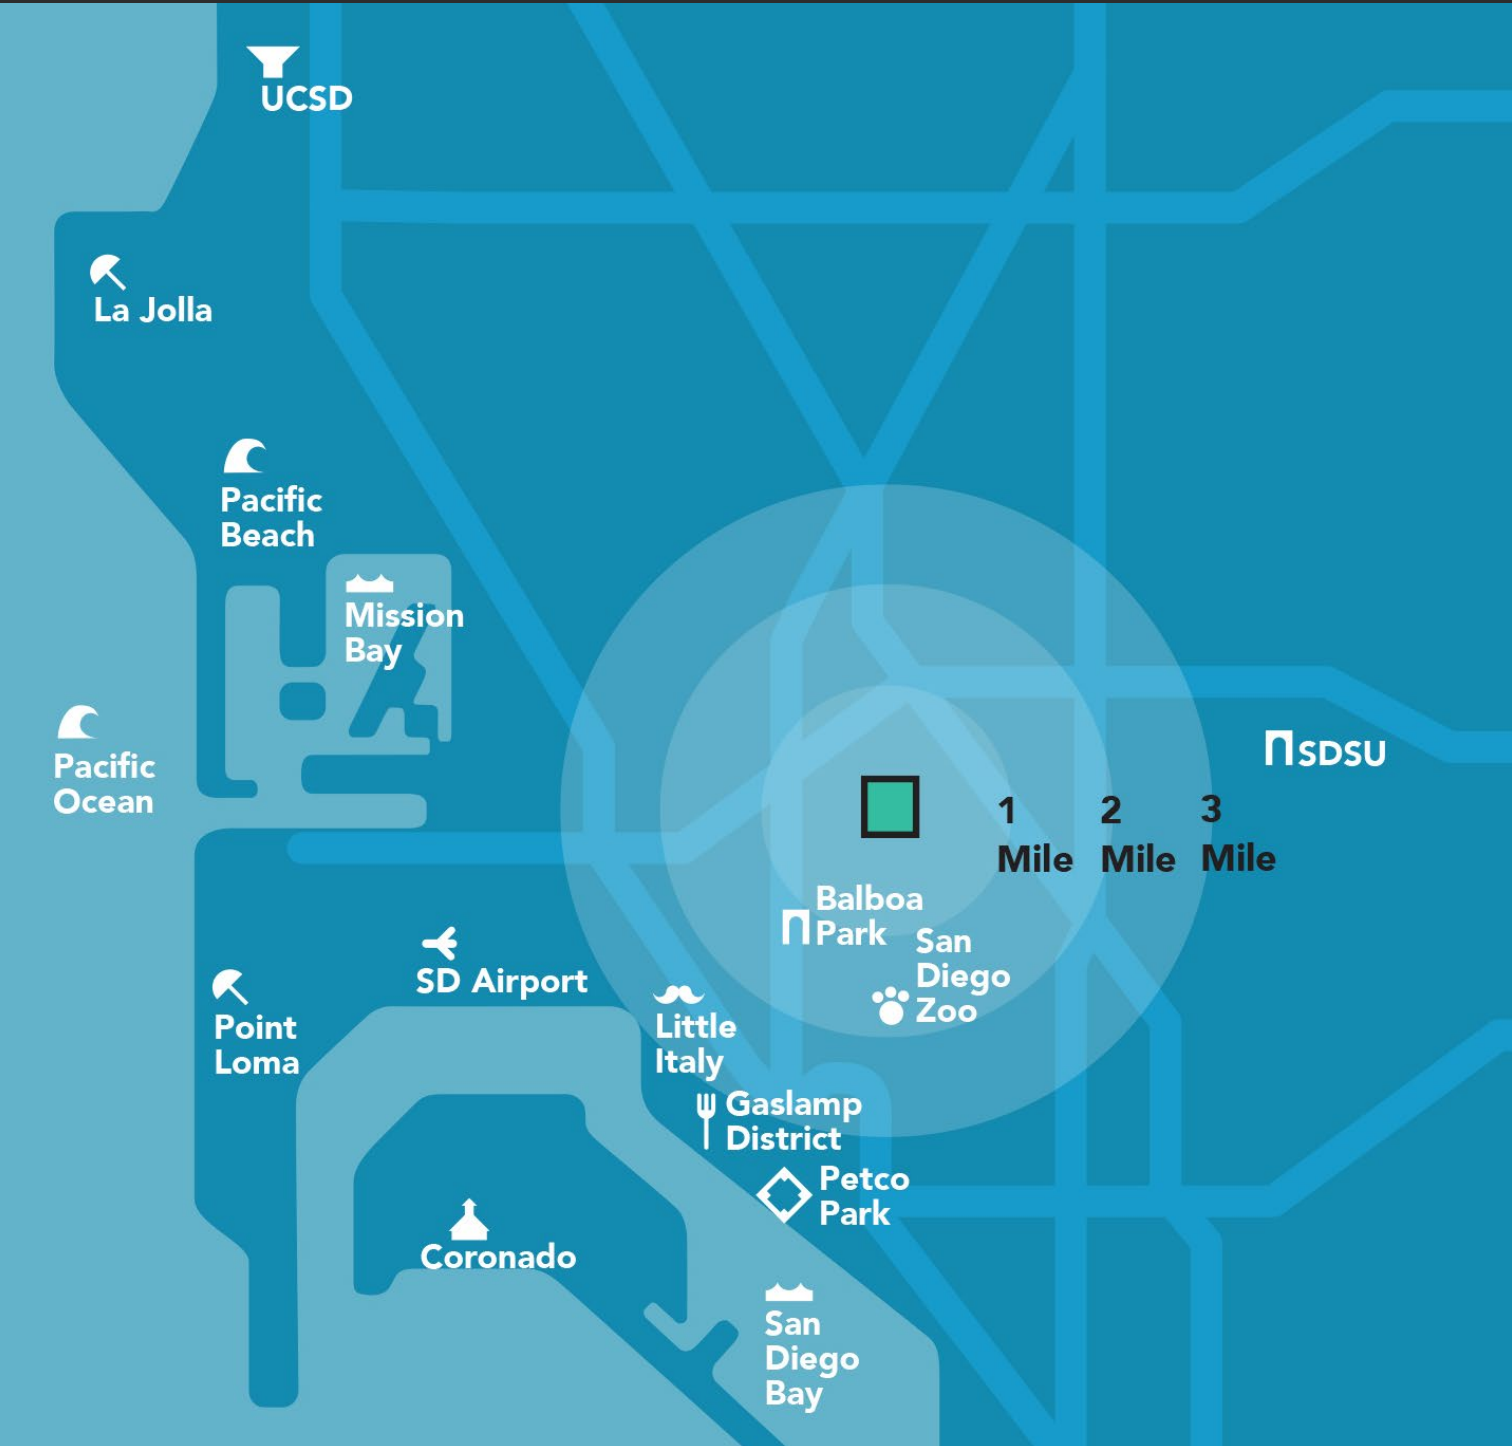 UCSD
La Jolla
Pacific
Beach
Mission
Bay
Pacific
Ocean
SDSU
1
Mile
2
Mile
3
Mile
Balboa
Park
San
Diego
Zoo
SD Airport
Point
Loma
Little
Italy
Gaslamp
District
Petco
Park
Coronado
San
Diego
Bay